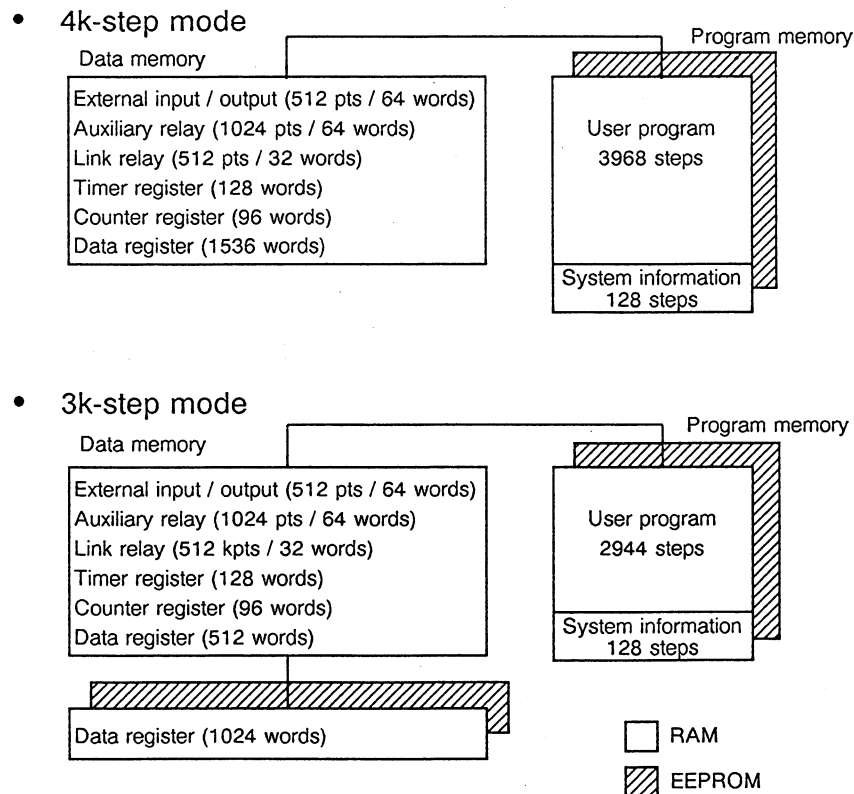 • 4k-step mode
Data memory
Program memory
External input / output (512 pts / 64 words)
Auxiliary relay (1024 pts / 64 words)
Link relay (512 pts / 32 words)
Timer register (128 words)
Counter register (96 words)
Data register (1536 words)
User program
3968 steps
System information
128 steps
• 3k-step mode
Data memory
Program memory
External input / output (512 pts / 64 words)
Auxiliary relay (1024 pts / 64 words)
Link relay (512 kpts / 32 words)
Timer register (128 words)
Counter register (96 words)
Data register (512 words)
User program
2944 steps
System information
128 steps
Data register (1024 words)
RAM
EEPROM